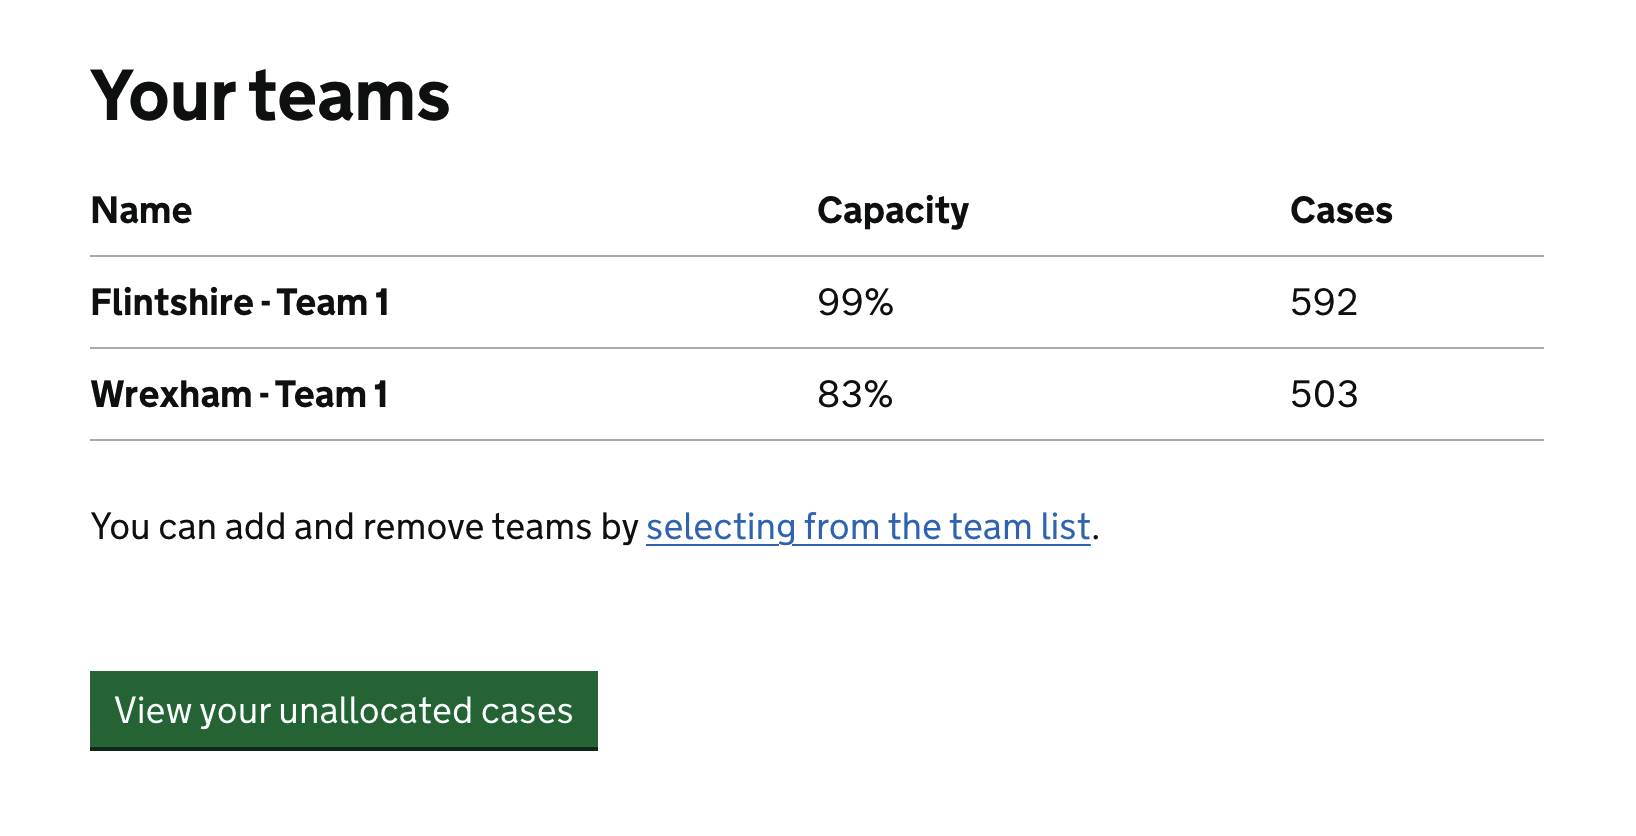 Your teams
Name Capacity Cases
Flintshire - Team 1 99% 592
Wrexham - Team 1 83% 503
You can add and remove teams by selecting from the team list.
View your unallocated cases